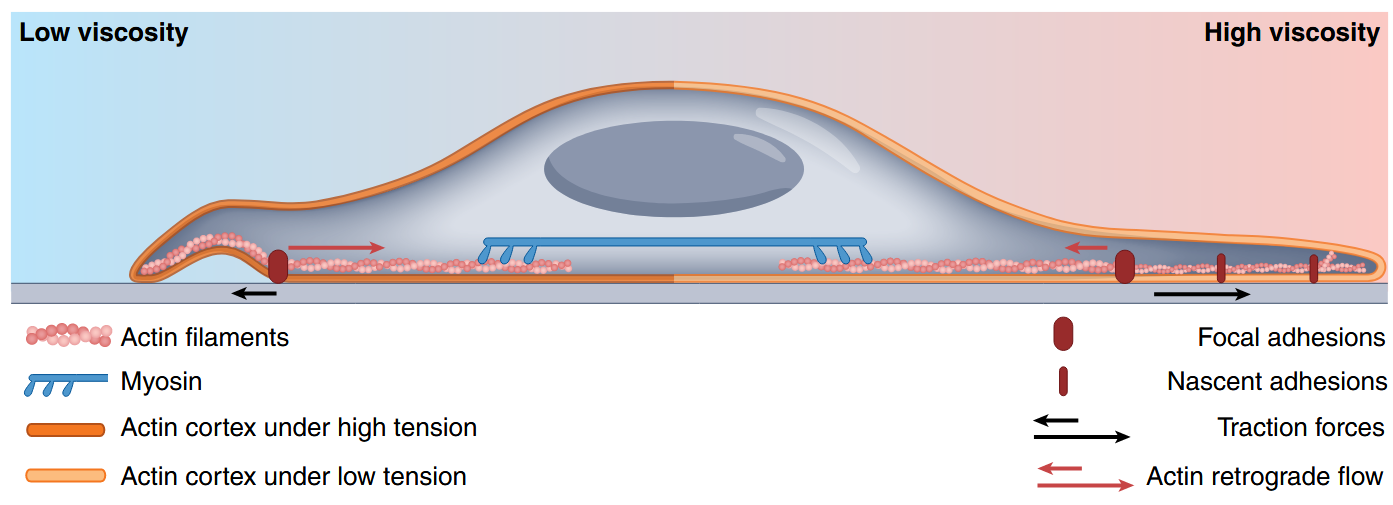 Low viscosity
High viscosity
Actin filaments
Myosin
Actin cortex under high tension
Actin cortex under low tension
Focal adhesions
Nascent adhesions
Traction forces
Actin retrograde flow